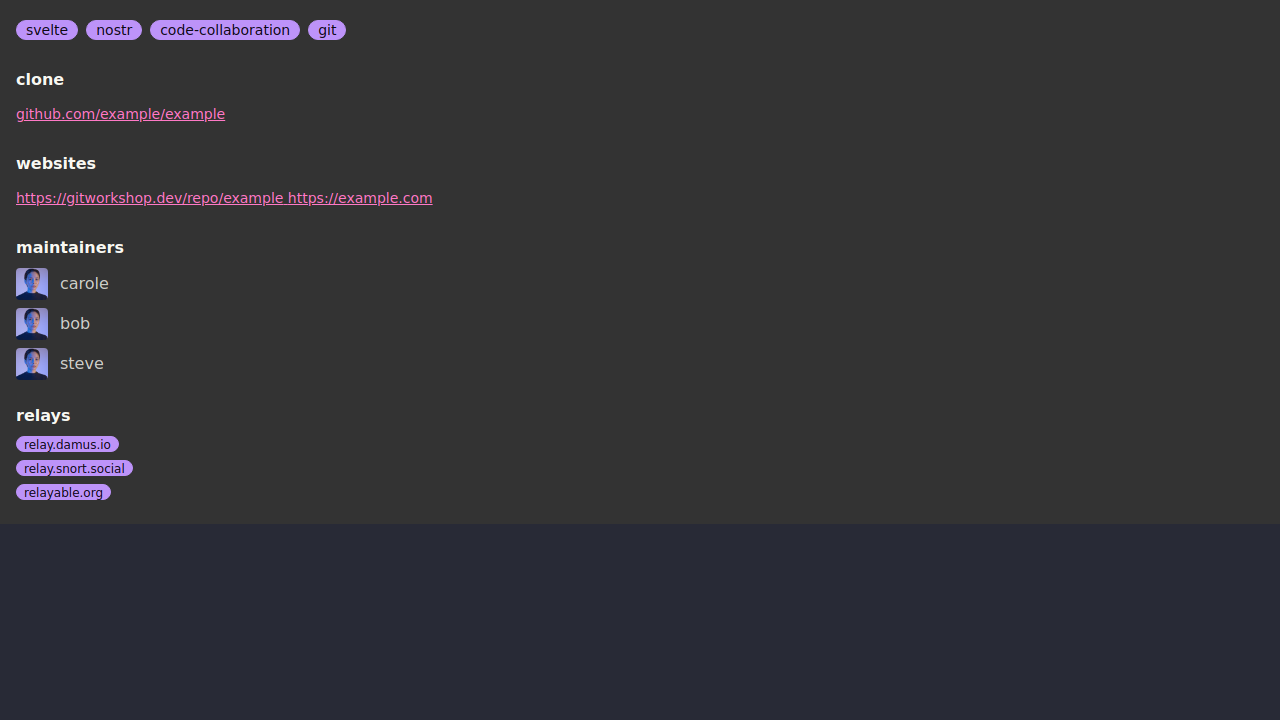 svelte nostr code-collaboration git
clone
github.com/example/example
websites
https://gitworkshop.dev/repo/example https://example.com
maintainers
carole
bob
steve
relays
relay.damus.io
relay.snort.social
relayable.org